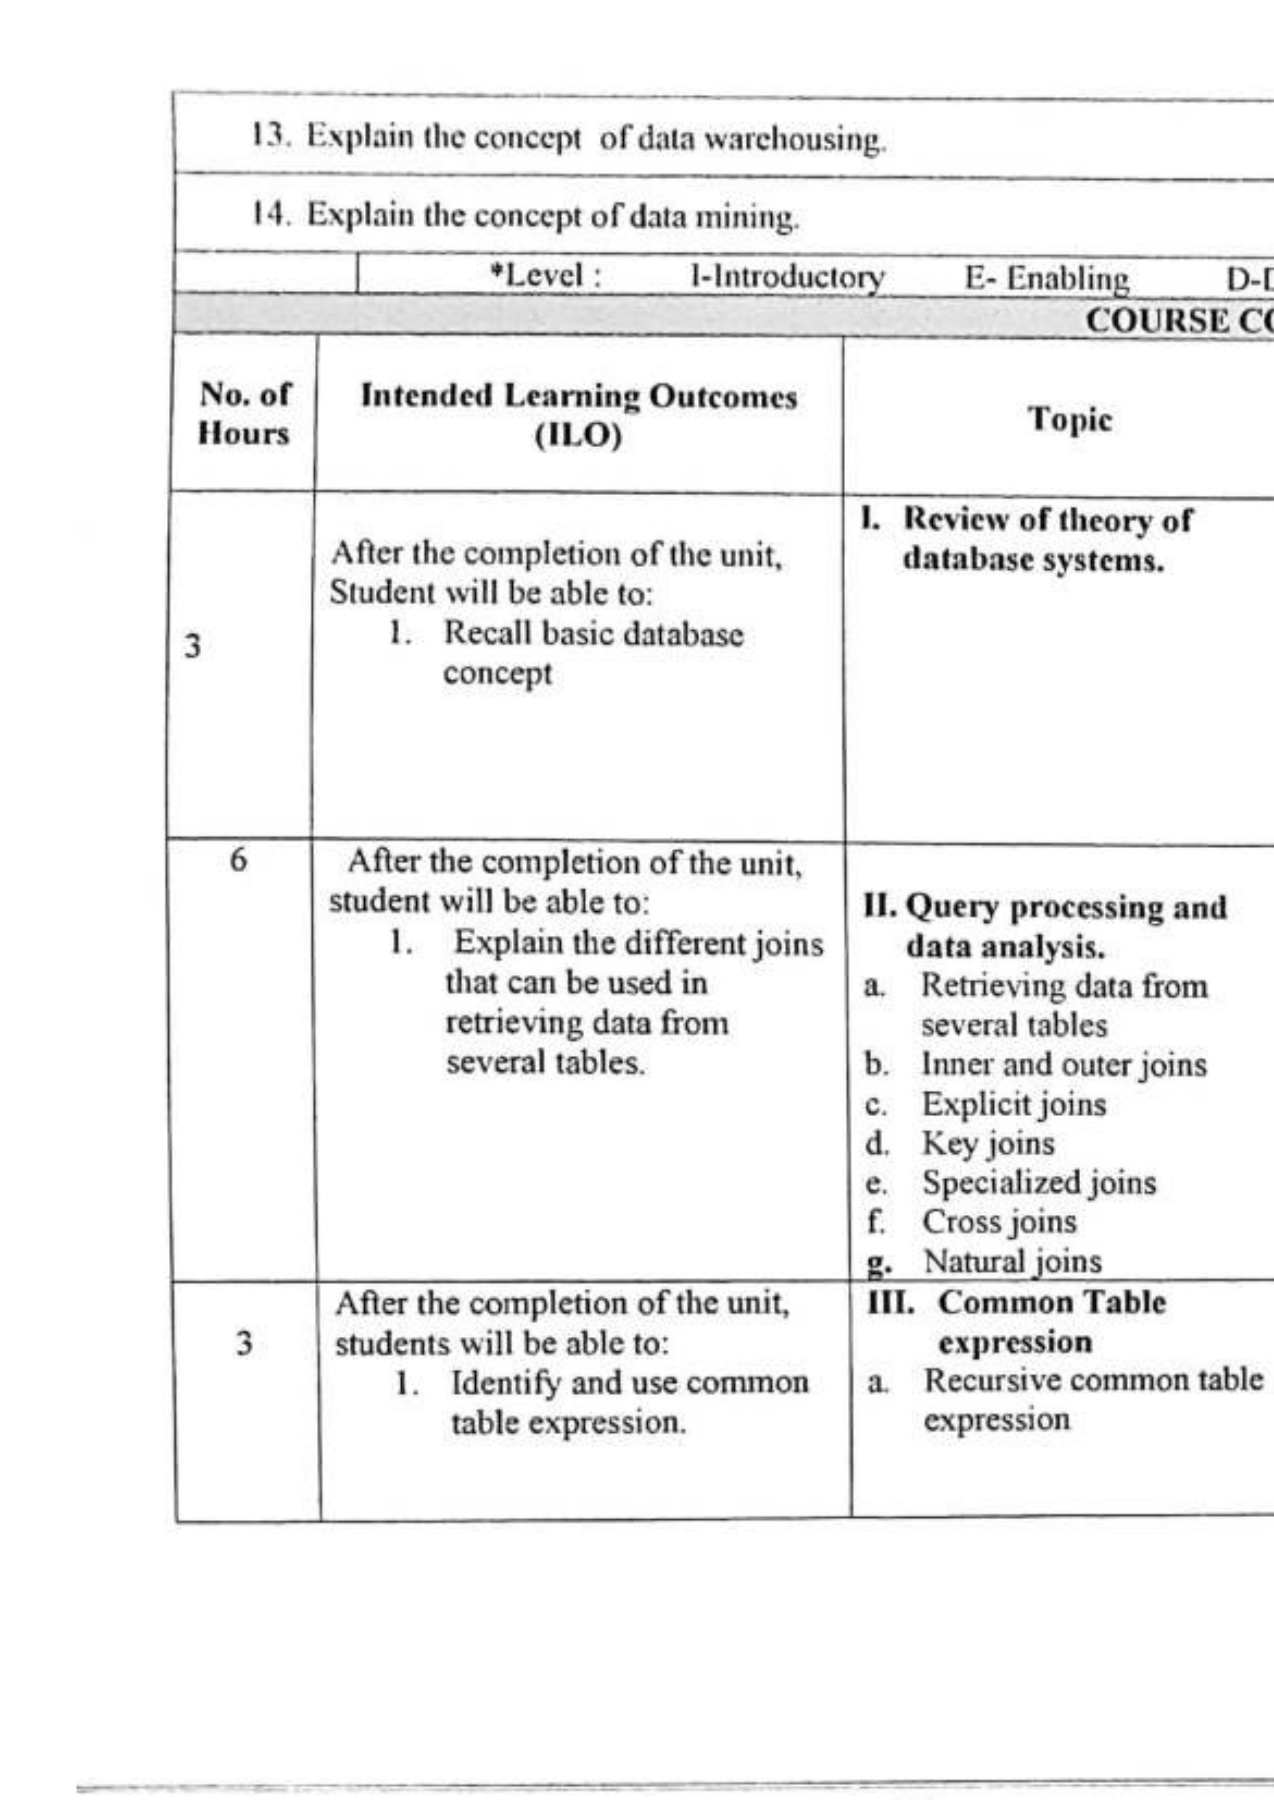 13. Explain the concept of data warehousing.
14. Explain the concept of data mining.
*Level : I-Introductory E- Enabling
COURSE
No. of
Hours
Intended Learning Outcomes
(ILO)
Topic
3
After the completion of the unit,
Student will be able to:
1. Recall basic database
concept
I. Review of theory of
database systems.
6
After the completion of the unit,
student will be able to:
1. Explain the different joins
that can be used in
retrieving data from
several tables.
II. Query processing and
data analysis.
a. Retrieving data from
several tables
b. Inner and outer joins
c. Explicit joins
d. Key joins
e. Specialized joins
f. Cross joins
g. Natural joins
3
After the completion of the unit,
students will be able to:
1. Identify and use common
table expression.
III. Common Table
expression
a. Recursive common table
expression